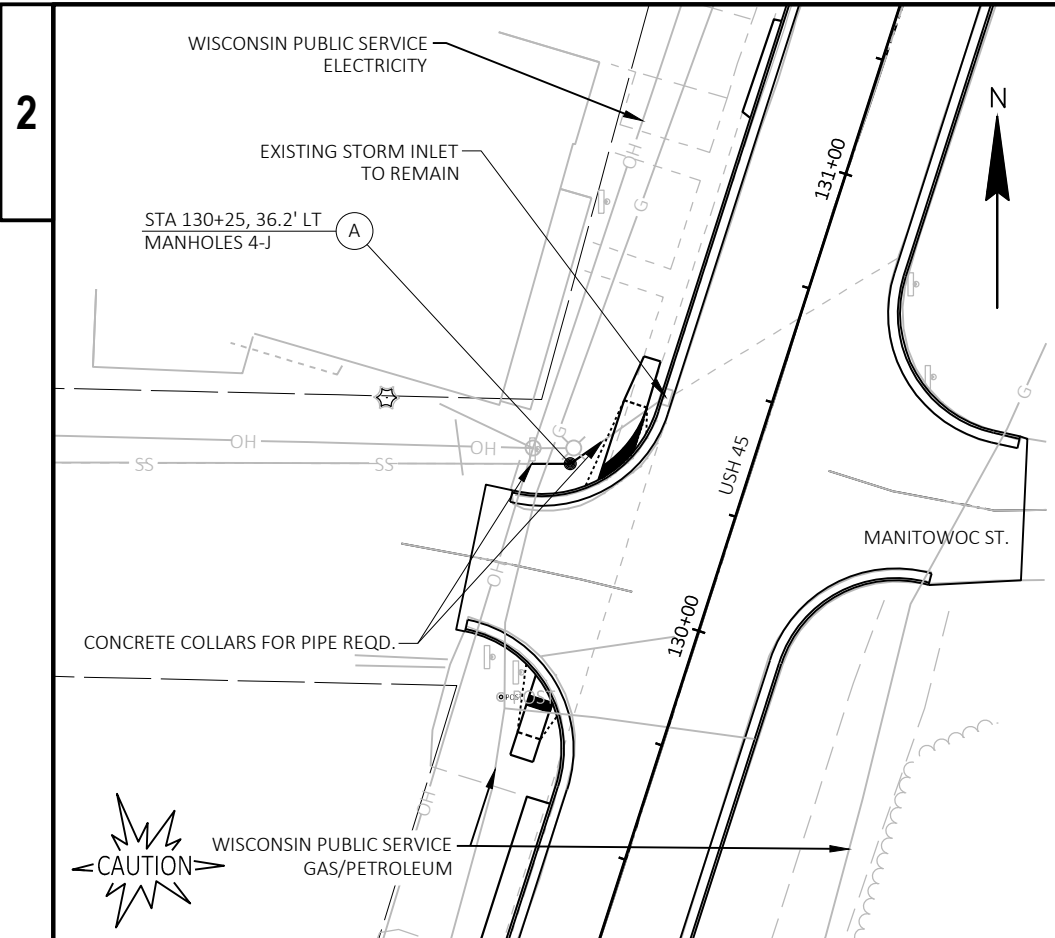 2
WISCONSIN PUBLIC SERVICE
ELECTRICITY
N
EXISTING STORM INLET
TO REMAIN
131+00
OH
G
STA 130+25, 36.2' LT
MANHOLES 4-J
A
G
G
OH
OH
SS
SS
USH 45
MANITOWOC ST.
OH
130+00
CONCRETE COLLARS FOR PIPE REQD.
POST
POST
OH
CAUTION
WISCONSIN PUBLIC SERVICE
GAS/PETROLEUM